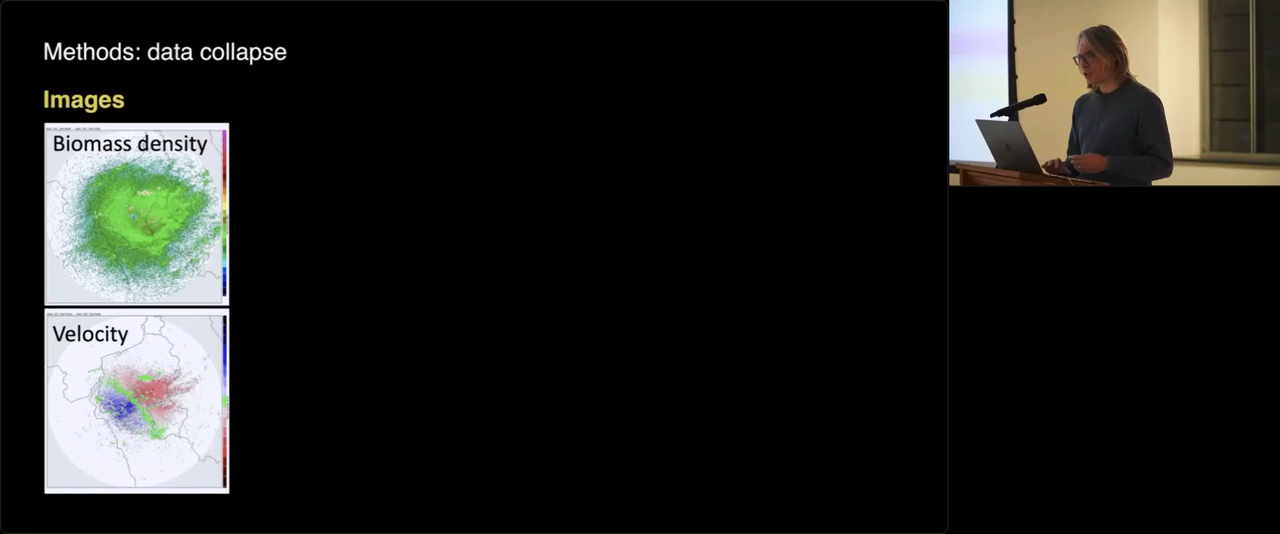 Methods: data collapse
Images
Biomass density
Velocity